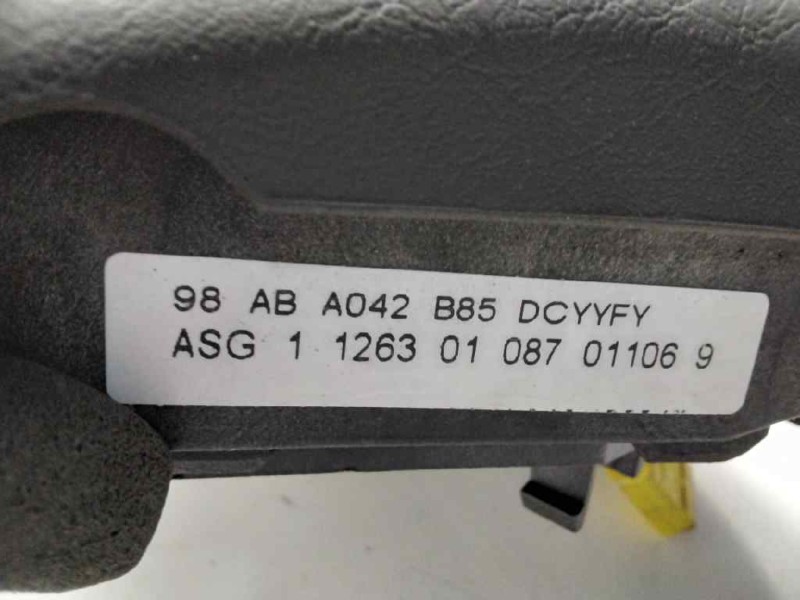 98 AB A042 B85 DCYYFY
ASG 1 1263 01 087 01106 9